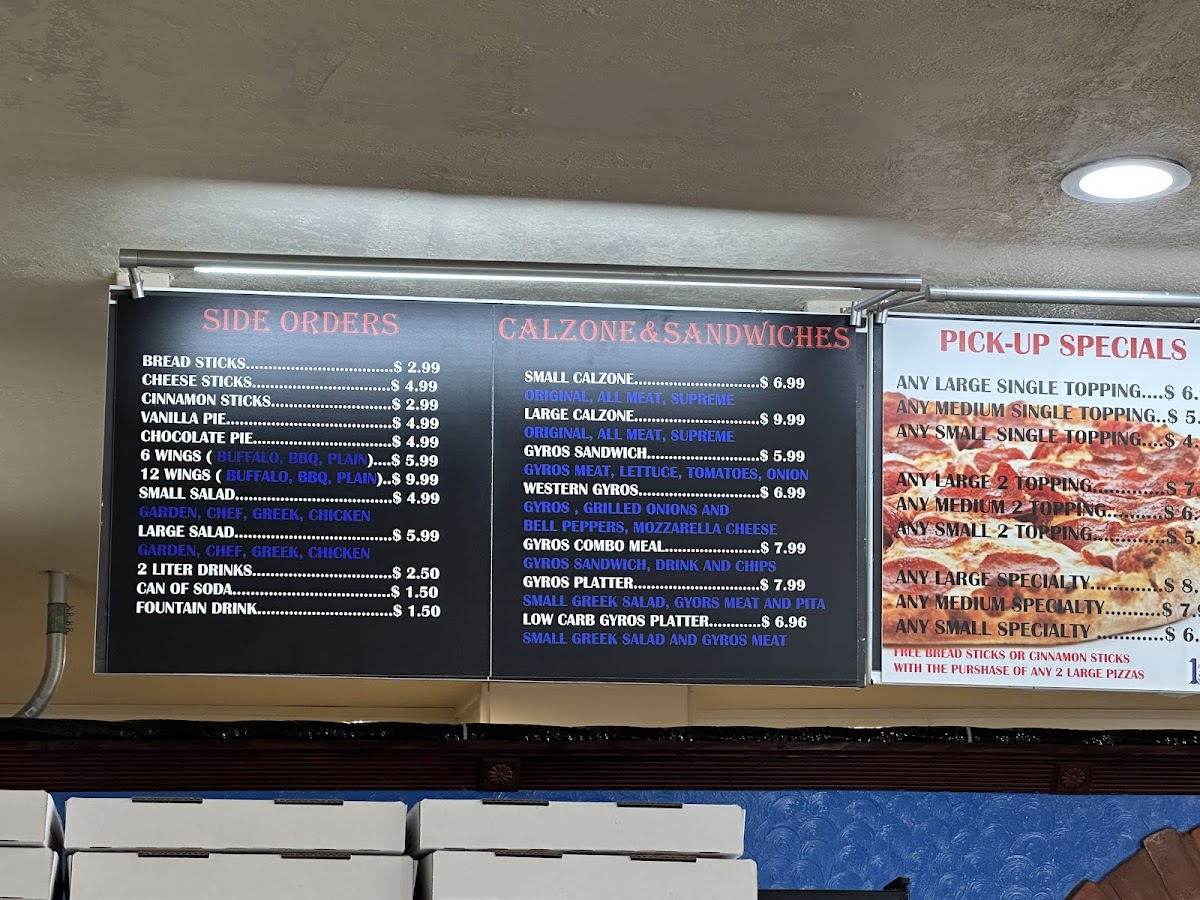 SIDE ORDERS
BREAD STICKS.................................$ 2.99
CHEESE STICKS...............................$ 4.99
CINNAMON STICKS...........................$ 2.99
VANILLA PIE.....................................$ 4.99
CHOCOLATE PIE...............................$ 4.99
6 WINGS ( BUFFALO, BBQ, PLAIN)....$ 5.99
12 WINGS ( BUFFALO, BBQ, PLAIN)..$ 9.99
SMALL SALAD...................................$ 4.99
GARDEN, CHEF, GREEK, CHICKEN
LARGE SALAD...................................$ 5.99
GARDEN, CHEF, GREEK, CHICKEN
2 LITER DRINKS...............................$ 2.50
CAN OF SODA...................................$ 1.50
FOUNTAIN DRINK..............................$ 1.50
CALZONE&SANDWICHES
SMALL CALZONE............................$ 6.99
ORIGINAL, ALL MEAT, SUPREME
LARGE CALZONE............................$ 9.99
ORIGINAL, ALL MEAT, SUPREME
GYROS SANDWICH.........................$ 5.99
GYROS MEAT, LETTUCE, TOMATOES, ONION
WESTERN GYROS...........................$ 6.99
GYROS , GRILLED ONIONS AND
BELL PEPPERS, MOZZARELLA CHEESE
GYROS COMBO MEAL.....................$ 7.99
GYROS SANDWICH, DRINK AND CHIPS
GYROS PLATTER............................$ 7.99
SMALL GREEK SALAD, GYORS MEAT AND PITA
LOW CARB GYROS PLATTER............$ 6.96
SMALL GREEK SALAD AND GYROS MEAT
PICK-UP SPECIALS
ANY LARGE SINGLE TOPPING....$ 6.
ANY MEDIUM SINGLE TOPPING..$ 5.
ANY SMALL SINGLE TOPPING....$ 4.
ANY LARGE 2 TOPPING............$ 7
ANY MEDIUM 2 TOPPING.........$ 6.
ANY SMALL 2 TOPPING............$ 5.
ANY LARGE SPECIALTY............$ 8.
ANY MEDIUM SPECIALTY.........$ 7.
ANY SMALL SPECIALTY ...........$ 6.
FREE BREAD STICKS OR CINNAMON STICKS
WITH THE PURSHASE OF ANY 2 LARGE PIZZAS